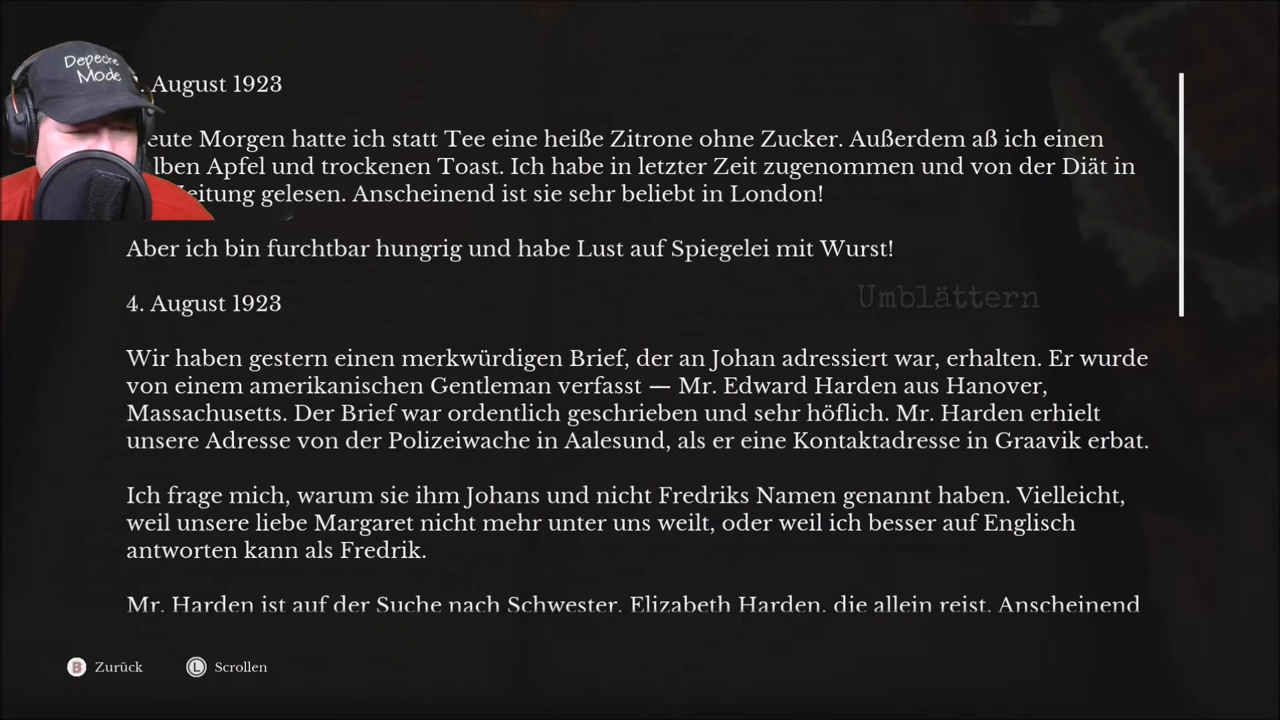 Depeche
Mode
. August 1923
eute Morgen hatte ich statt Tee eine heiße Zitrone ohne Zucker. Außerdem aß ich einen
lben Apfel und trockenen Toast. Ich habe in letzter Zeit zugenommen und von der Diät in
eitung gelesen. Anscheinend ist sie sehr beliebt in London!
Aber ich bin furchtbar hungrig und habe Lust auf Spiegelei mit Wurst!
4. August 1923
Umblättern
Wir haben gestern einen merkwürdigen Brief, der an Johan adressiert war, erhalten. Er wurde
von einem amerikanischen Gentleman verfasst — Mr. Edward Harden aus Hanover,
Massachusetts. Der Brief war ordentlich geschrieben und sehr höflich. Mr. Harden erhielt
unsere Adresse von der Polizeiwache in Aalesund, als er eine Kontaktadresse in Graavik erbat.
Ich frage mich, warum sie ihm Johans und nicht Fredriks Namen genannt haben. Vielleicht,
weil unsere liebe Margaret nicht mehr unter uns weilt, oder weil ich besser auf Englisch
antworten kann als Fredrik.
Mr. Harden ist auf der Suche nach Schwester, Elizabeth Harden, die allein reist. Anscheinend
B Zurück
L Scrollen